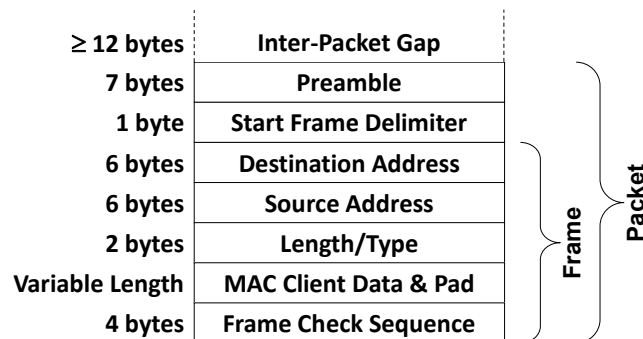 ≥ 12 bytes Inter-Packet Gap
7 bytes Preamble
1 byte Start Frame Delimiter
6 bytes Destination Address
6 bytes Source Address
2 bytes Length/Type
Variable Length MAC Client Data & Pad
4 bytes Frame Check Sequence
Frame
Packet